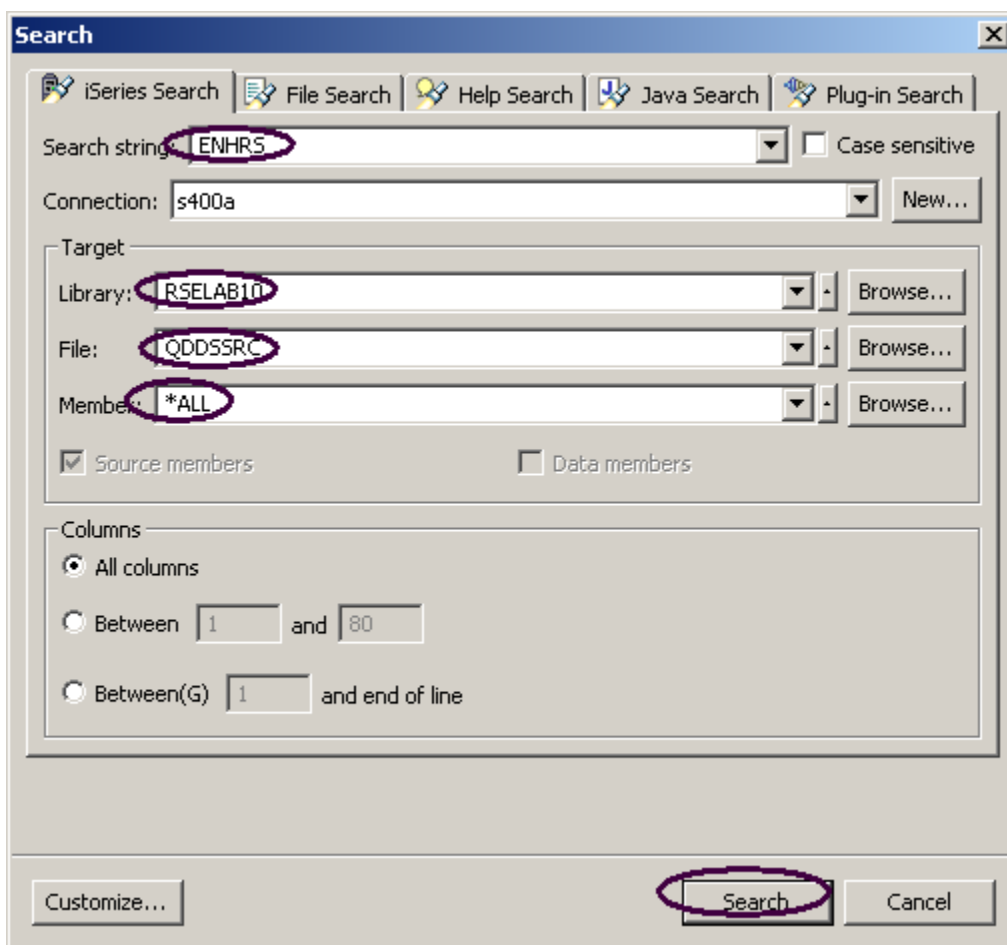 Search
iSeries Search File Search Help Search Java Search Plug-in Search
Search string: ENHRS Case sensitive
Connection: s400a New...
Target
Library: RSELAB10 Browse...
File: QDDSSRC Browse...
Member: *ALL Browse...
Source members Data members
Columns
All columns
Between 1 and 80
Between(G) 1 and end of line
Customize... Search Cancel